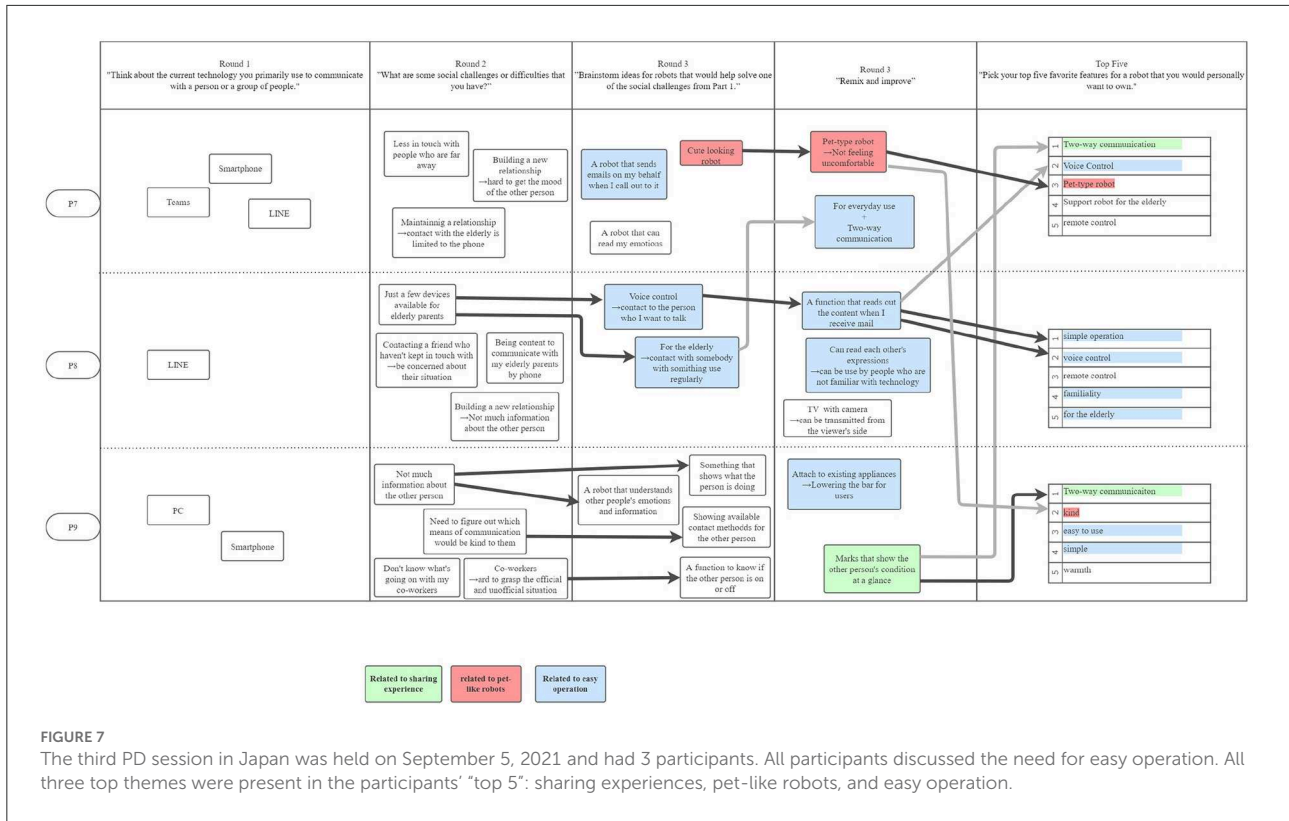 Round 1
"Think about the current technology you primarily use to communicate
with a person or a group of people."
Round 2
"What are some social challenges or difficulties that
you have?"
Round 3
"Brainstorm ideas for robots that would help solve one
of the social challenges from Part 1."
Round 3
"Remix and improve"
Top Five
"Pick your top five favorite features for a robot that you would personally
want to own."
P7
Smartphone
Teams
LINE
Less in touch with
people who are far
away
Building a new
relationship
→hard to get the mood
of the other person
Maintainnig a relationship
→contact with the elderly is
limited to the phone
A robot that sends
emails on my behalf
when I call out to it
Cute looking
robot
A robot that can
read my emotions
Pet-type robot
→Not feeling
uncomfortable
For everyday use
+
Two-way
communication
1 Two-way communication
2 Voice Control
3 Pet-type robot
4 Support robot for the elderly
5 remote control
P8
LINE
Just a few devices
available for
elderly parents
Contacting a friend who
haven't kept in touch with
→be concerned about
their situation
Being content to
communicate with
my elderly parents
by phone
Building a new relationship
→Not much information
about the other person
Voice control
→contact to the person
who I want to talk
For the elderly
→contact with somebody
with somithing use
regularly
A function that reads out
the content when I
receive mail
Can read each other's
expressions
→can be use by people who are
not familiar with technology
TV with camera
→can be transmitted from
the viewer's side
1 simple operation
2 voice control
3 remote control
4 familiality
5 for the elderly
P9
PC
Smartphone
Not much
information about
the other person
Need to figure out which
means of communication
would be kind to them
Don't know what's
going on with my
co-workers
Co-workers
→ard to grasp the official
and unofficial situation
Something that
shows what the
person is doing
A robot that understands
other people's emotions
and information
Showing available
contact methodds for
the other person
A function to know if
the other person is on
or off
Attach to existing appliances
→Lowering the bar for
users
Marks that show the
other person's condition
at a glance
1 Two-way communicaiton
2 kind
3 easy to use
4 simple
5 warmth
Related to sharing
experience
related to pet-
like robots
Related to easy
operation
FIGURE 7
The third PD session in Japan was held on September 5, 2021 and had 3 participants. All participants discussed the need for easy operation. All
three top themes were present in the participants' "top 5": sharing experiences, pet-like robots, and easy operation.